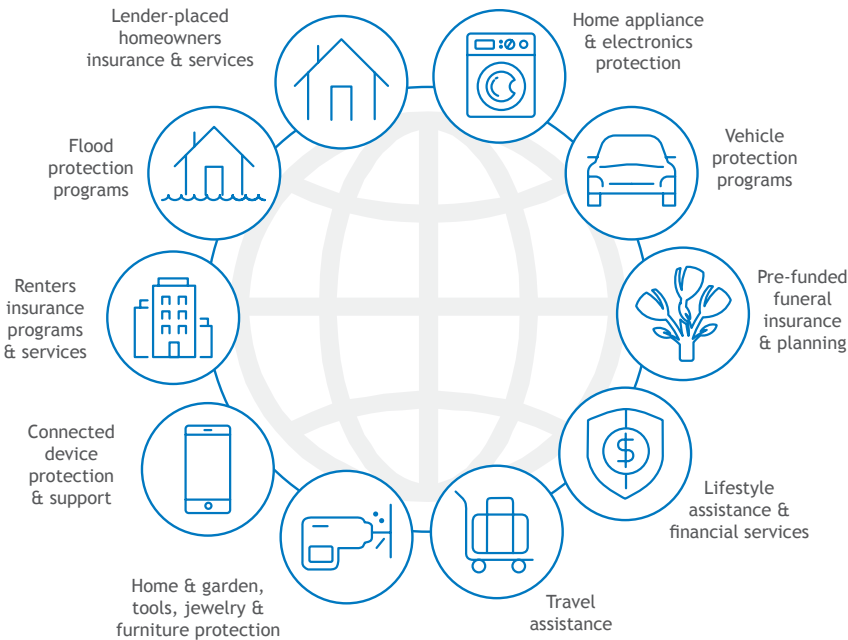 Lender-placed
homeowners
insurance & services
Home appliance
& electronics
protection
Vehicle
protection
programs
Pre-funded
funeral
insurance
& planning
Lifestyle
assistance &
financial services
Travel
assistance
Home & garden,
tools, jewelry &
furniture protection
Connected
device
protection
& support
Renters
insurance
programs
& services
Flood
protection
programs
$